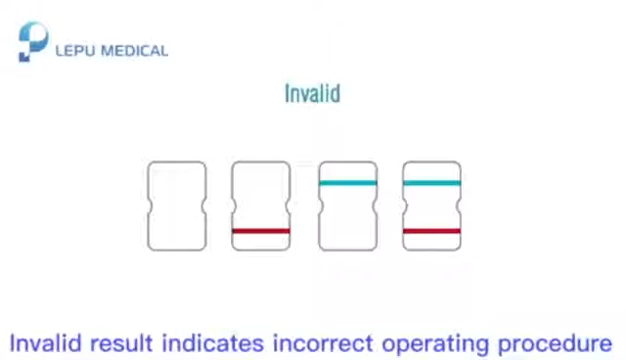 LEPU MEDICAL
Invalid
Invalid result indicates incorrect operating procedure